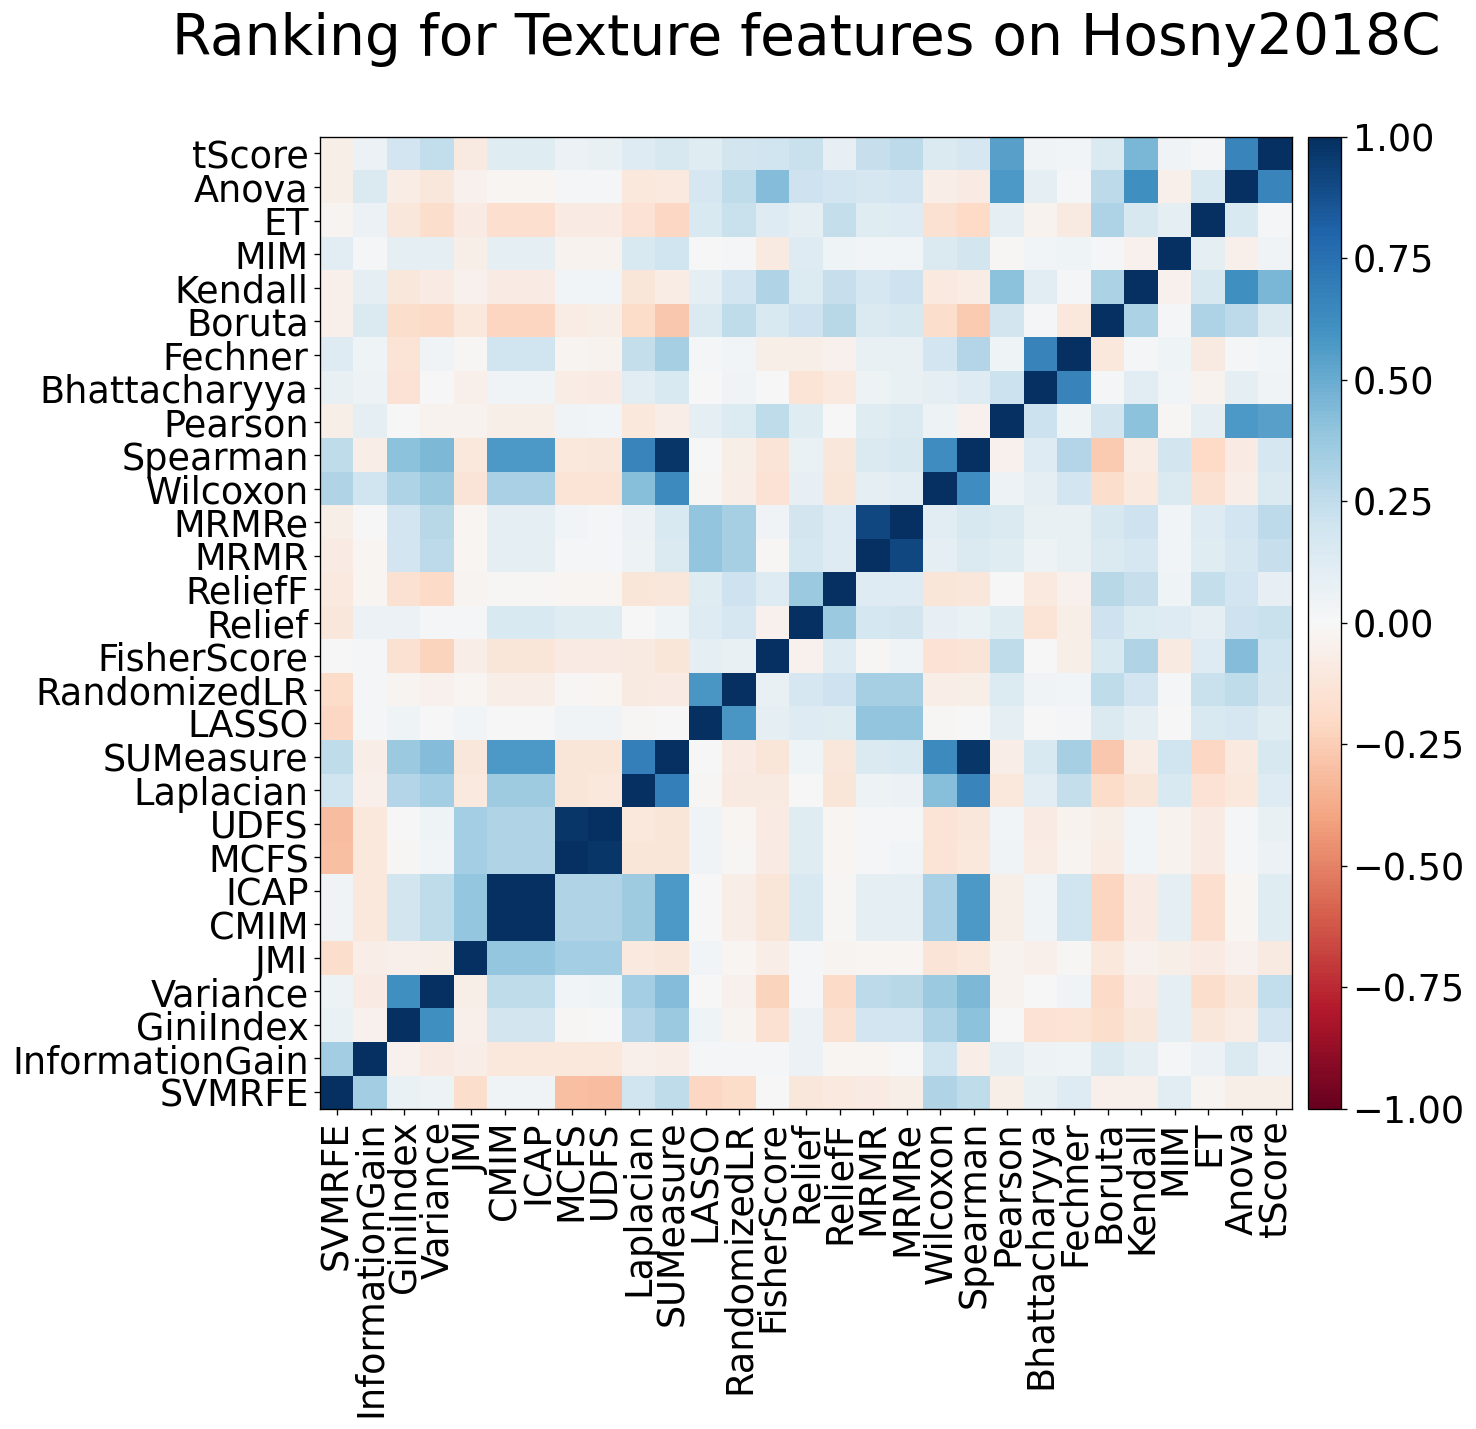 Ranking for Texture features on Hosny2018C
tScore
Anova
ET
MIM
Kendall
Boruta
Fechner
Bhattacharyya
Pearson
Spearman
Wilcoxon
MRMRe
MRMR
ReliefF
Relief
FisherScore
RandomizedLR
LASSO
SUMeasure
Laplacian
UDFS
MCFS
ICAP
CMIM
JMI
Variance
GiniIndex
InformationGain
SVMRFE
SVMRFE
InformationGain
GiniIndex
Variance
JMI
CMIM
ICAP
MCFS
UDFS
Laplacian
SUMeasure
LASSO
RandomizedLR
FisherScore
Relief
ReliefF
MRMR
MRMRe
Wilcoxon
Spearman
Pearson
Bhattacharyya
Fechner
Boruta
Kendall
MIM
ET
Anova
tScore
1.00
0.75
0.50
0.25
0.00
−0.25
−0.50
−0.75
−1.00